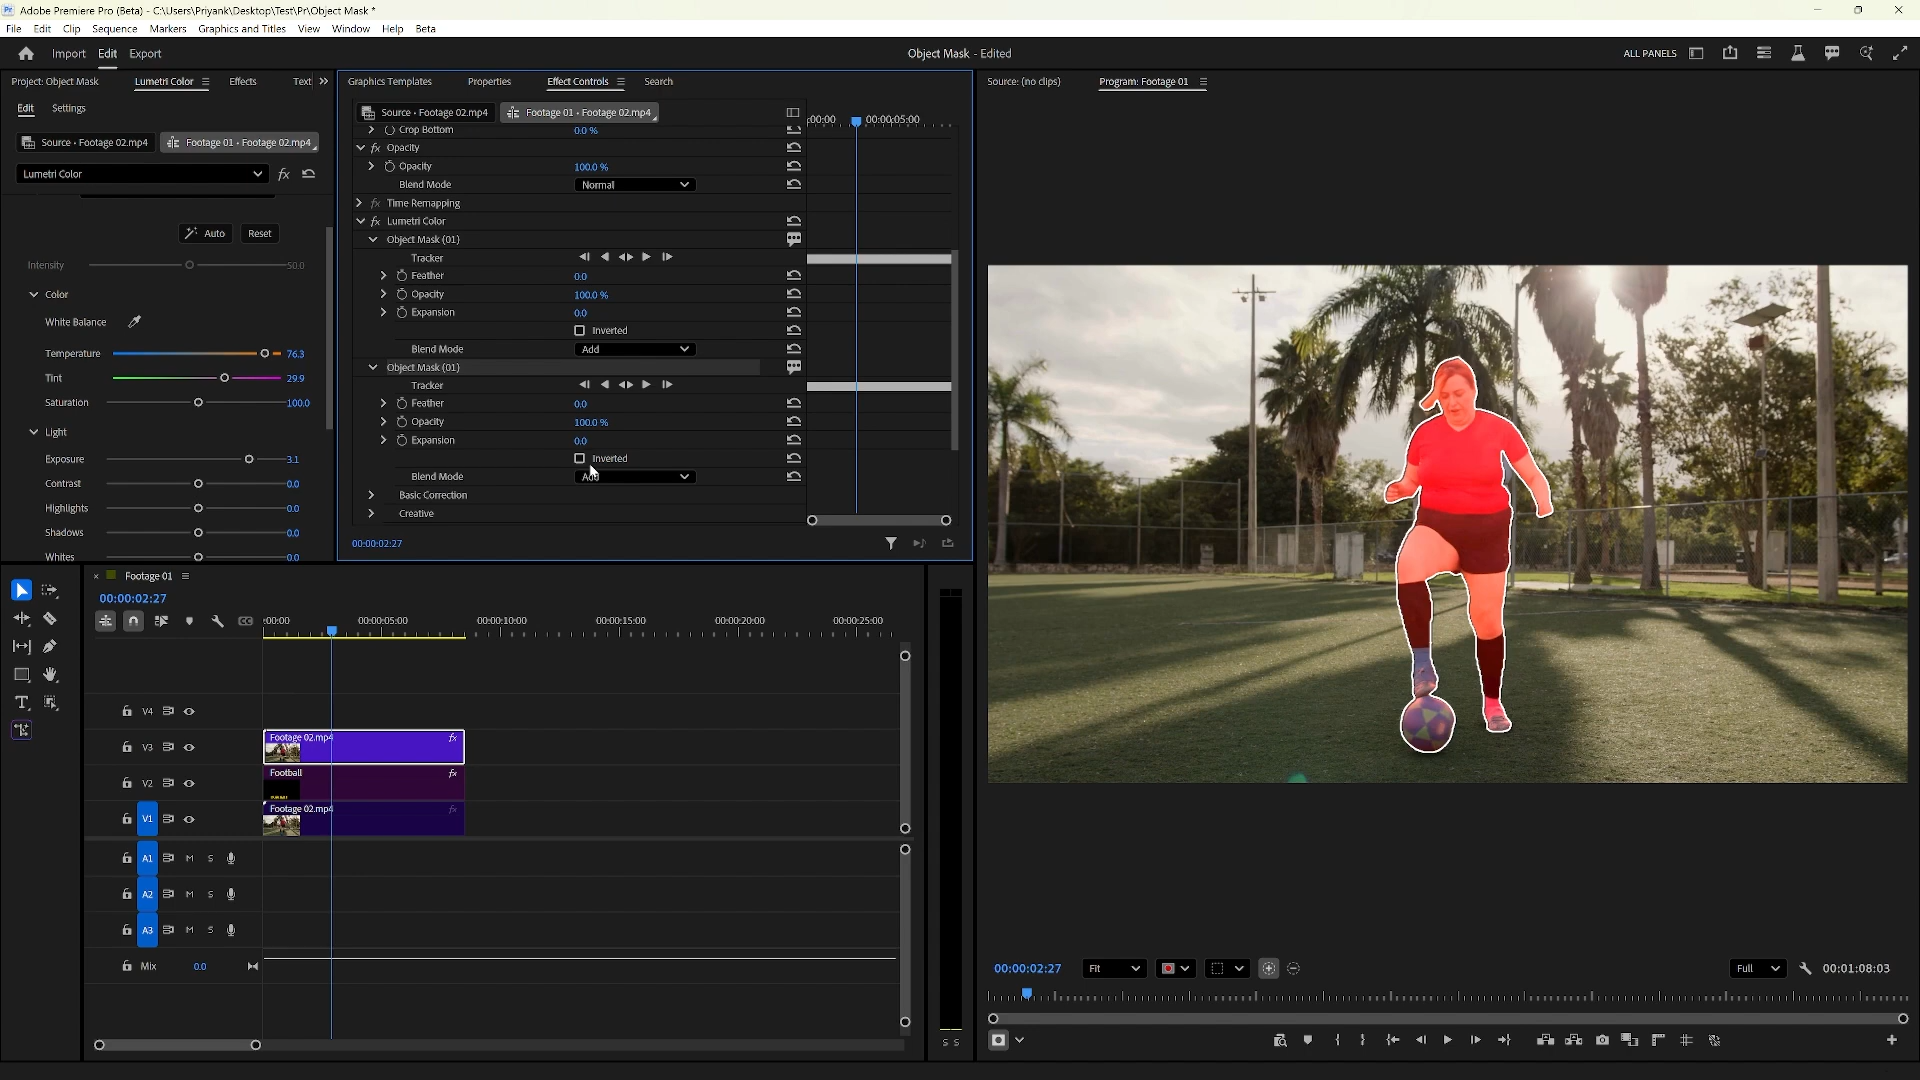 Adobe Premiere Pro (Beta) - C:\Users\Priyank\Desktop\Test\Pr\Object Mask *
File Edit Clip Sequence Markers Graphics and Titles View Window Help Beta
Import Edit Export
Object Mask - Edited
ALL PANELS
Project: Object Mask Lumetri Color Effects Text
Edit Settings
Source • Footage 02.mp4 Footage 01 • Footage 02.mp4
Lumetri Color fx
Auto Reset
Intensity 50.0
Color
White Balance
Temperature 76.3
Tint 29.9
Saturation 100.0
Light
Exposure 3.1
Contrast 0.0
Highlights 0.0
Shadows 0.0
Whites 0.0
Graphics Templates Properties Effect Controls Search
Source • Footage 02.mp4 Footage 01 • Footage 02.mp4
:00:00 00:00:05:00
Crop Bottom 0.0 %
fx Opacity
Opacity 100.0 %
Blend Mode Normal
fx Time Remapping
fx Lumetri Color
Object Mask (01)
Tracker
Feather 0.0
Opacity 100.0 %
Expansion 0.0
Inverted
Blend Mode Add
Object Mask (01)
Tracker
Feather 0.0
Opacity 100.0 %
Expansion 0.0
Inverted
Blend Mode Add
Basic Correction
Creative
00:00:02:27
Source: (no clips) Program: Footage 01
× Footage 01
00:00:02:27
CC
:00:00 00:00:05:00 00:00:10:00 00:00:15:00 00:00:20:00 00:00:25:00
V4
V3
Footage 02.mp4 fx
V2
Football fx
V1
Footage 02.mp4 fx
A1 M S
A2 M S
A3 M S
Mix 0.0
S S
00:00:02:27 Fit Full 00:01:08:03